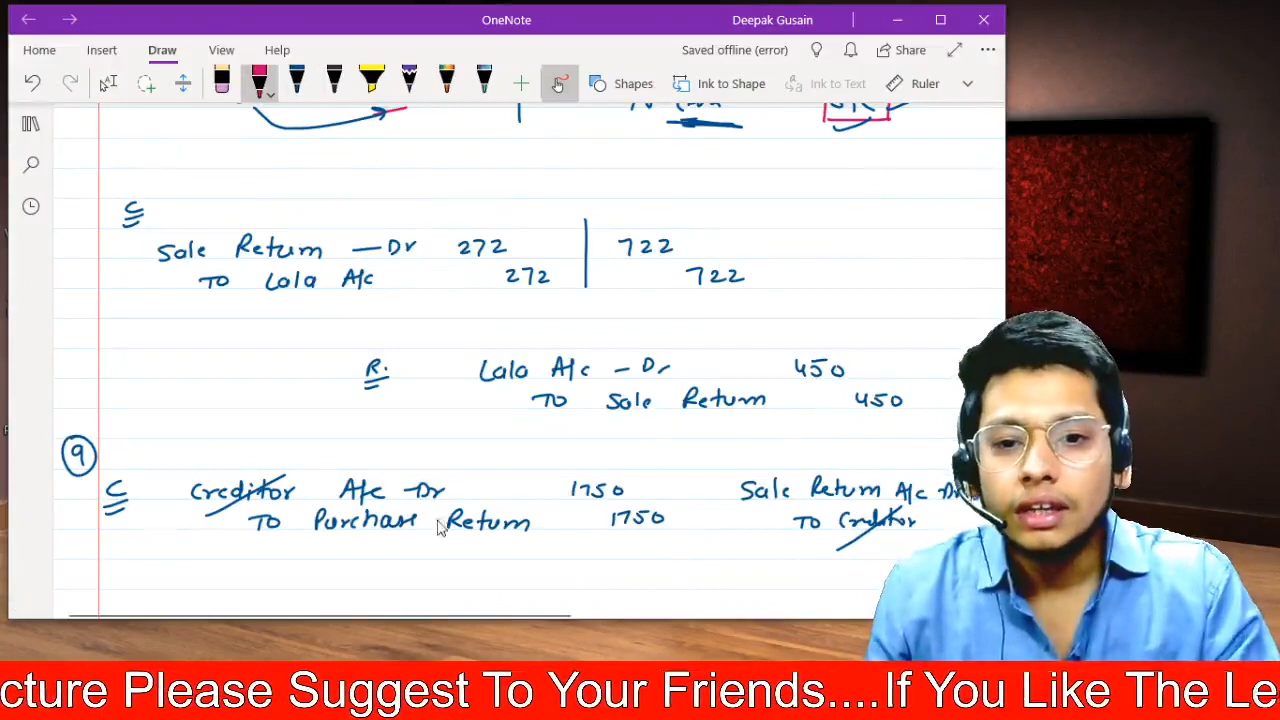 OneNote
Deepak Gusain
Home Insert Draw View Help
Saved offline (error)
Share
Shapes
Ink to Shape
Ink to Text
Ruler
C
Sale Return — Dr 272 | 722
To Lala A/c 272 722
R. Lala A/c – Dr 450
To Sale Return 450
9
C Creditor A/c – Dr 1750 Sale Return A/c Dr
To Purchase Return 1750 To Creditor
cture Please Suggest To Your Friends....If You Like The Le